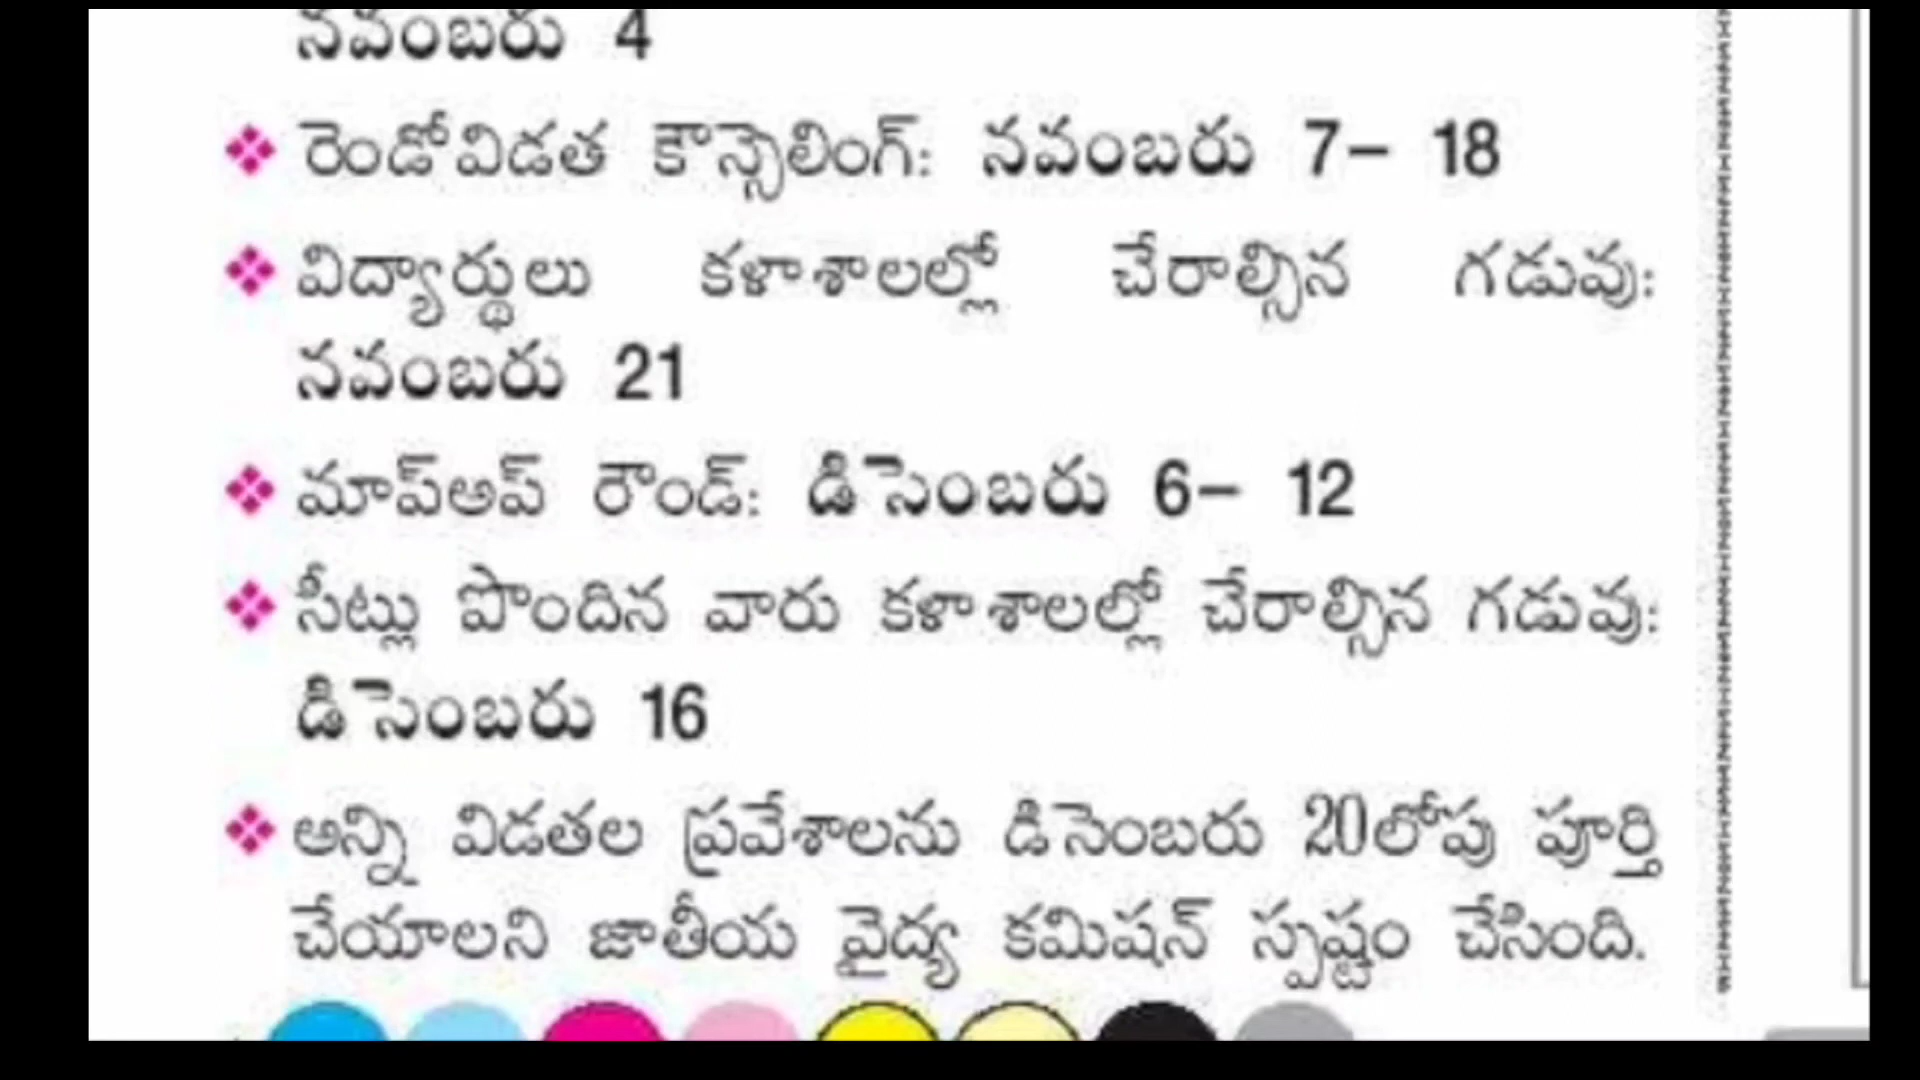 నవంబరు 4
రెండోవిడత కౌన్సెలింగ్: నవంబరు 7– 18
విద్యార్థులు కళాశాలల్లో చేరాల్సిన గడువు:
నవంబరు 21
మాప్అప్ రౌండ్: డిసెంబరు 6– 12
సీట్లు పొందిన వారు కళాశాలల్లో చేరాల్సిన గడువు:
డిసెంబరు 16
అన్ని విడతల ప్రవేశాలను డిసెంబరు 20లోపు పూర్తి
చేయాలని జాతీయ వైద్య కమిషన్ స్పష్టం చేసింది.